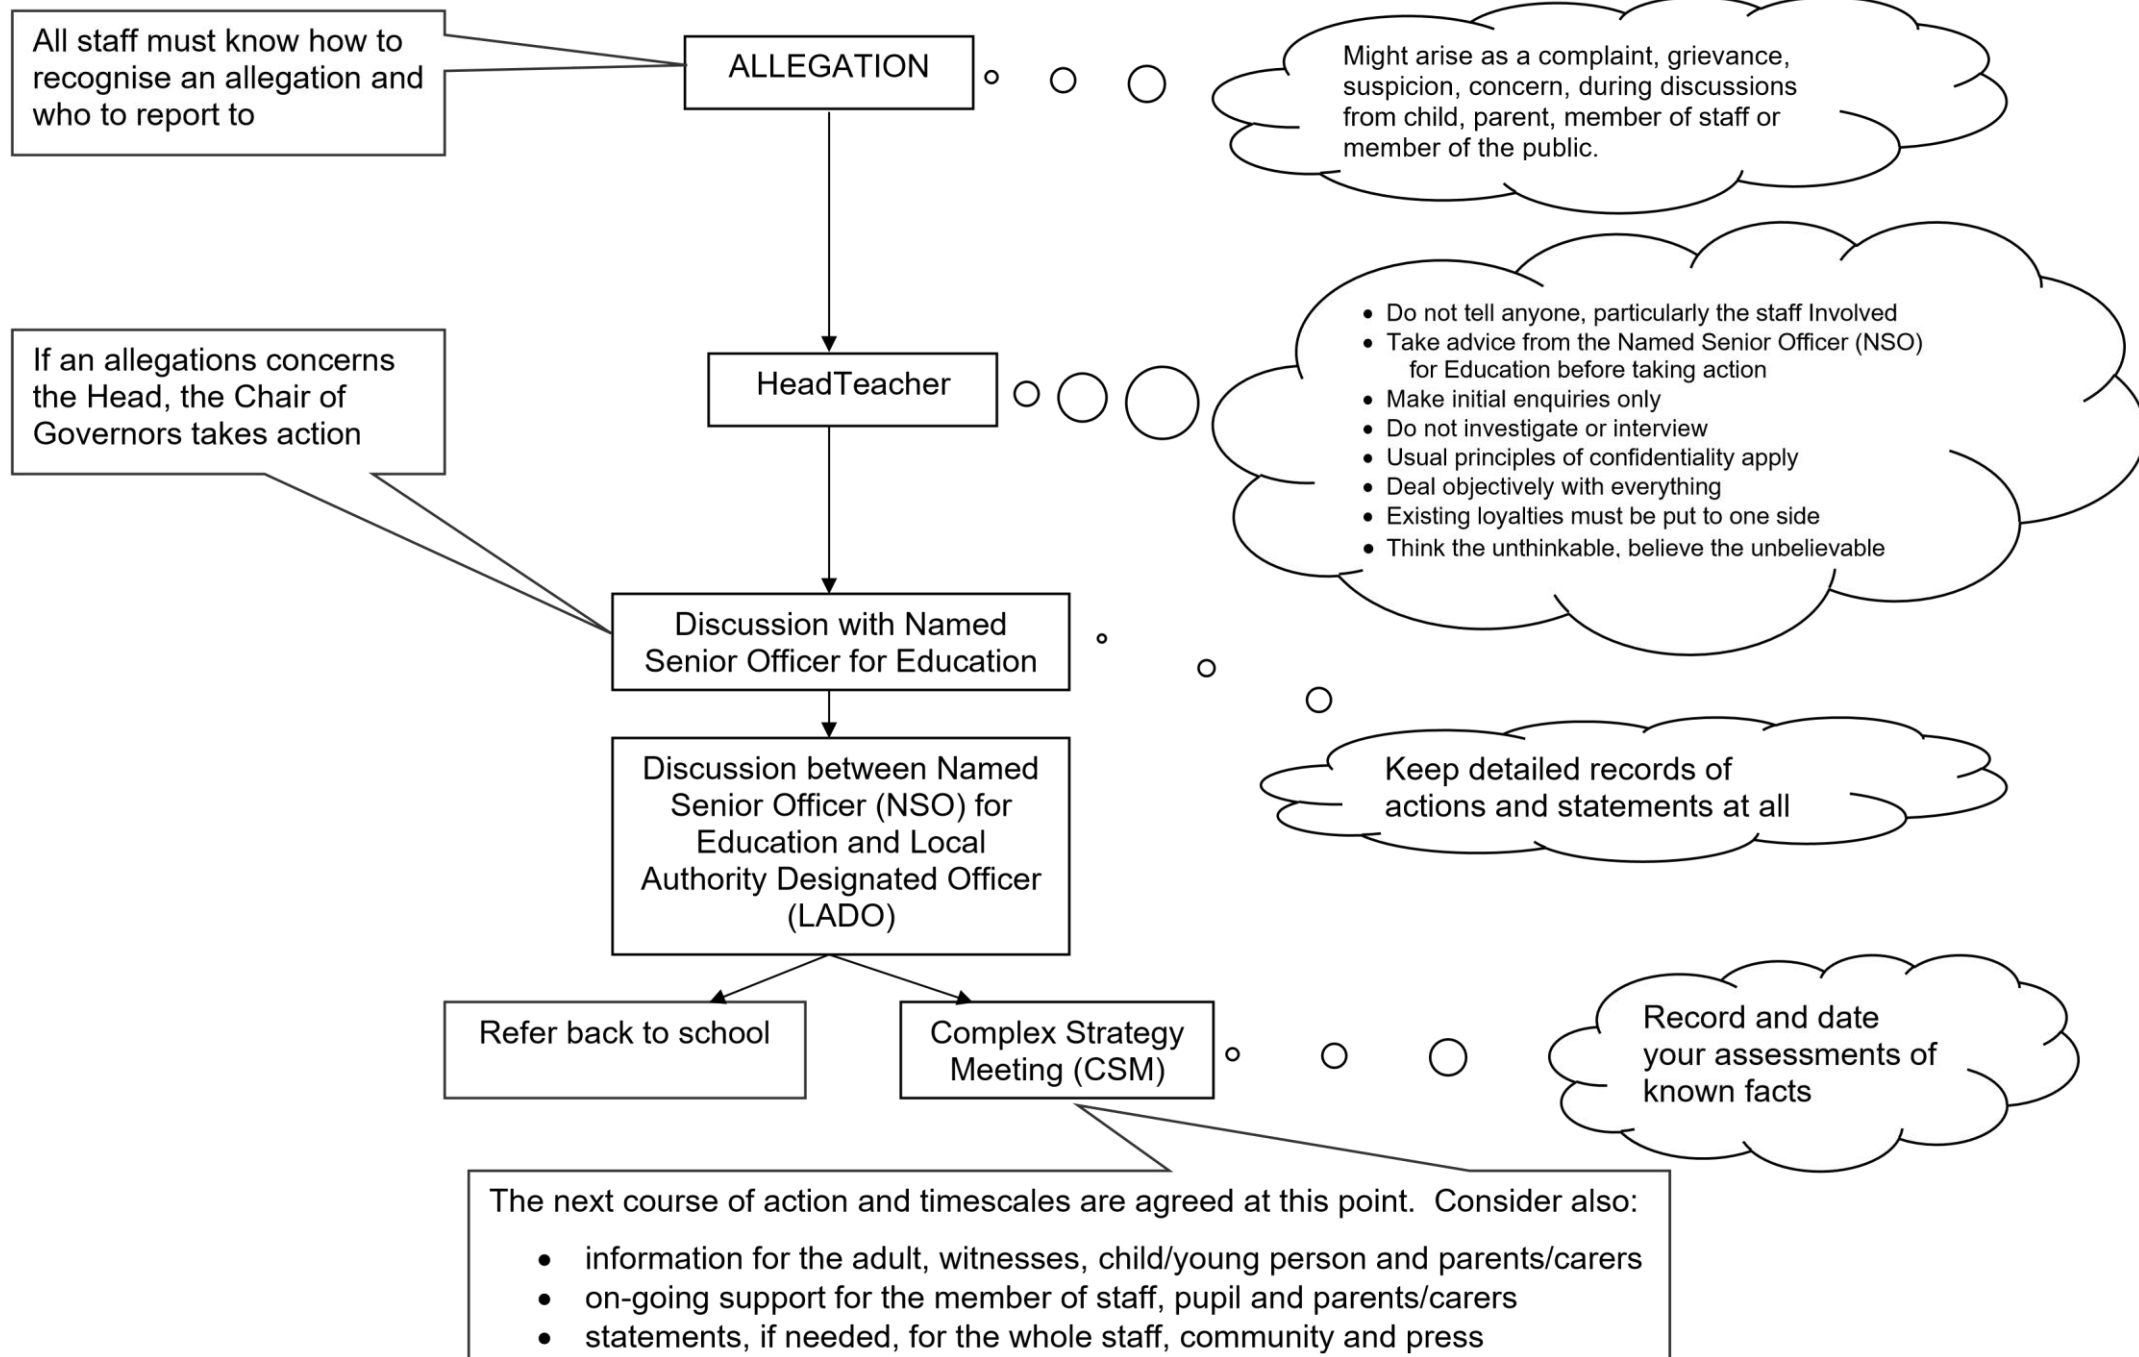 All staff must know how to
recognise an allegation and
who to report to
ALLEGATION
Might arise as a complaint, grievance,
suspicion, concern, during discussions
from child, parent, member of staff or
member of the public.
If an allegations concerns
the Head, the Chair of
Governors takes action
HeadTeacher
• Do not tell anyone, particularly the staff Involved
• Take advice from the Named Senior Officer (NSO)
for Education before taking action
• Make initial enquiries only
• Do not investigate or interview
• Usual principles of confidentiality apply
• Deal objectively with everything
• Existing loyalties must be put to one side
• Think the unthinkable, believe the unbelievable
Discussion with Named
Senior Officer for Education
Keep detailed records of
actions and statements at all
Discussion between Named
Senior Officer (NSO) for
Education and Local
Authority Designated Officer
(LADO)
Refer back to school
Complex Strategy
Meeting (CSM)
Record and date
your assessments of
known facts
The next course of action and timescales are agreed at this point.  Consider also:
• information for the adult, witnesses, child/young person and parents/carers
• on-going support for the member of staff, pupil and parents/carers
• statements, if needed, for the whole staff, community and press